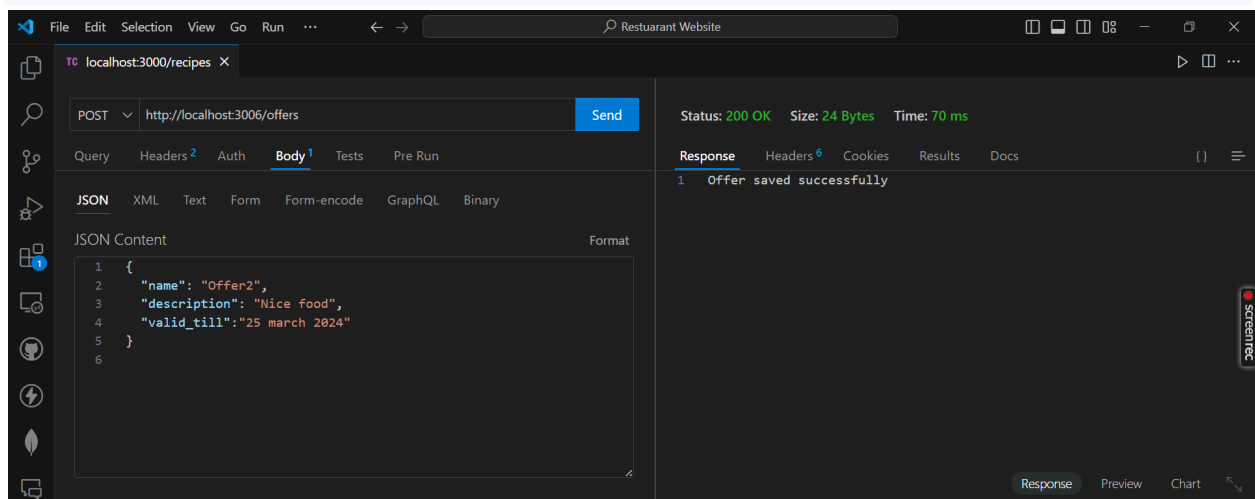 File Edit Selection View Go Run ··· Restuarant Website
TC localhost:3000/recipes
POST http://localhost:3006/offers Send
Status: 200 OK Size: 24 Bytes Time: 70 ms
Query Headers 2 Auth Body 1 Tests Pre Run
Response Headers 6 Cookies Results Docs {}
1 Offer saved successfully
JSON XML Text Form Form-encode GraphQL Binary
JSON Content Format
1 {
2 "name": "Offer2",
3 "description": "Nice food",
4 "valid_till":"25 march 2024"
5 }
6
1
screenrec
Response Preview Chart